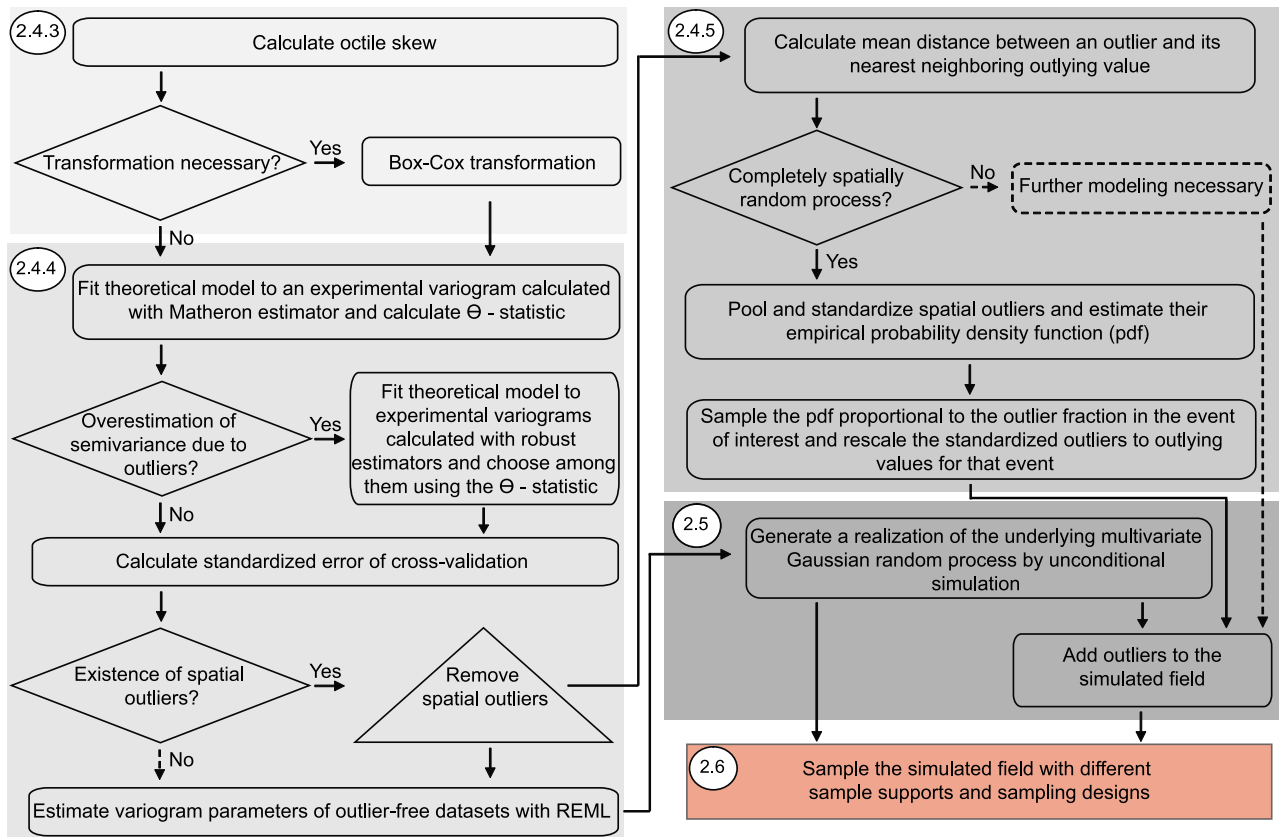 2.4.3
Calculate octile skew
Transformation necessary?
Yes
Box-Cox transformation
No
2.4.4
Fit theoretical model to an experimental variogram calculated
with Matheron estimator and calculate ϴ - statistic
Overestimation of
semivariance due to
outliers?
Yes
Fit theoretical model to
experimental variograms
calculated with robust
estimators and choose among
them using the ϴ - statistic
No
Calculate standardized error of cross-validation
Existence of spatial
outliers?
Yes
Remove
spatial outliers
No
Estimate variogram parameters of outlier-free datasets with REML
2.4.5
Calculate mean distance between an outlier and its
nearest neighboring outlying value
Completely spatially
random process?
No
Further modeling necessary
Yes
Pool and standardize spatial outliers and estimate their
empirical probability density function (pdf)
Sample the pdf proportional to the outlier fraction in the event
of interest and rescale the standardized outliers to outlying
values for that event
2.5
Generate a realization of the underlying multivariate
Gaussian random process by unconditional
simulation
Add outliers to the
simulated field
2.6
Sample the simulated field with different
sample supports and sampling designs